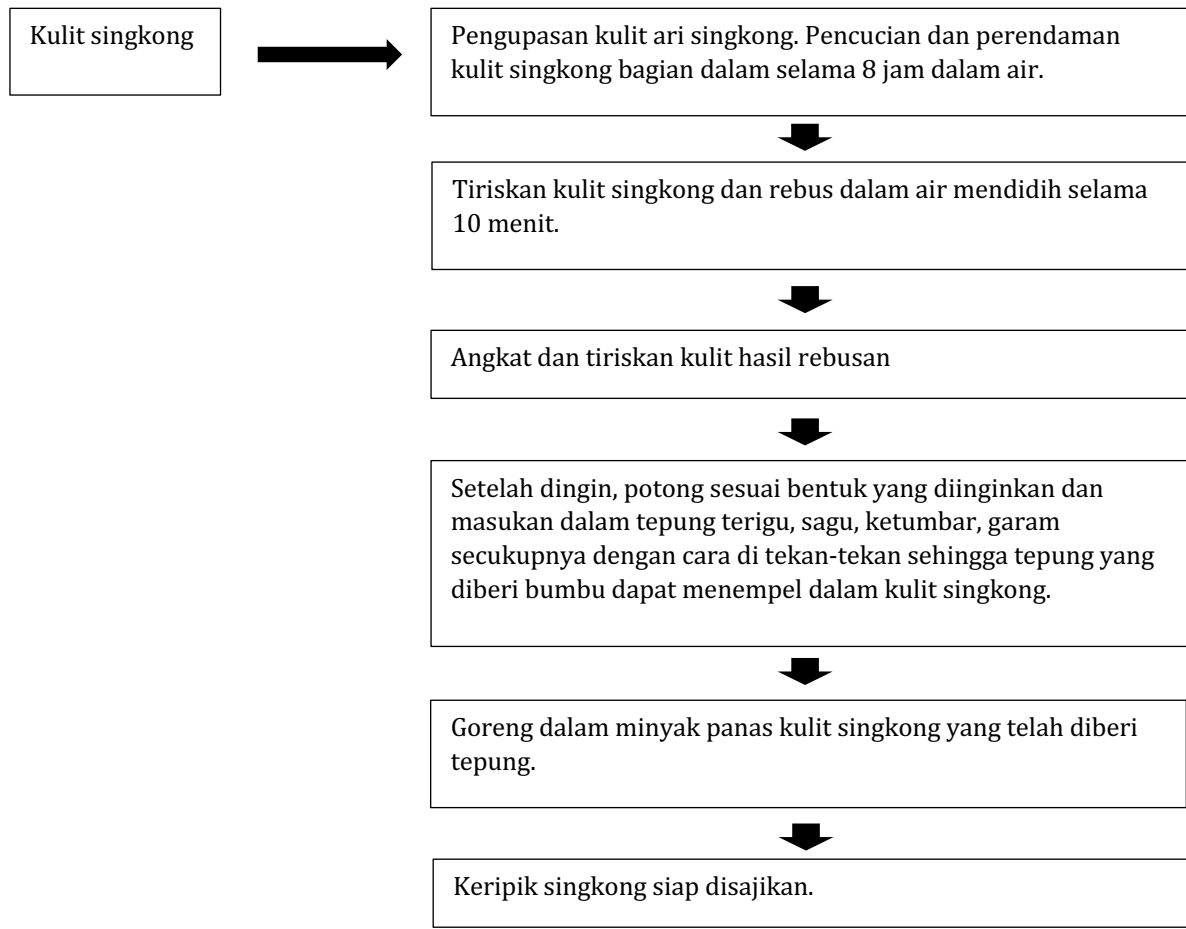 Kulit singkong
Pengupasan kulit ari singkong. Pencucian dan perendaman
kulit singkong bagian dalam selama 8 jam dalam air.
Tiriskan kulit singkong dan rebus dalam air mendidih selama
10 menit.
Angkat dan tiriskan kulit hasil rebusan
Setelah dingin, potong sesuai bentuk yang diinginkan dan
masukan dalam tepung terigu, sagu, ketumbar, garam
secukupnya dengan cara di tekan-tekan sehingga tepung yang
diberi bumbu dapat menempel dalam kulit singkong.
Goreng dalam minyak panas kulit singkong yang telah diberi
tepung.
Keripik singkong siap disajikan.